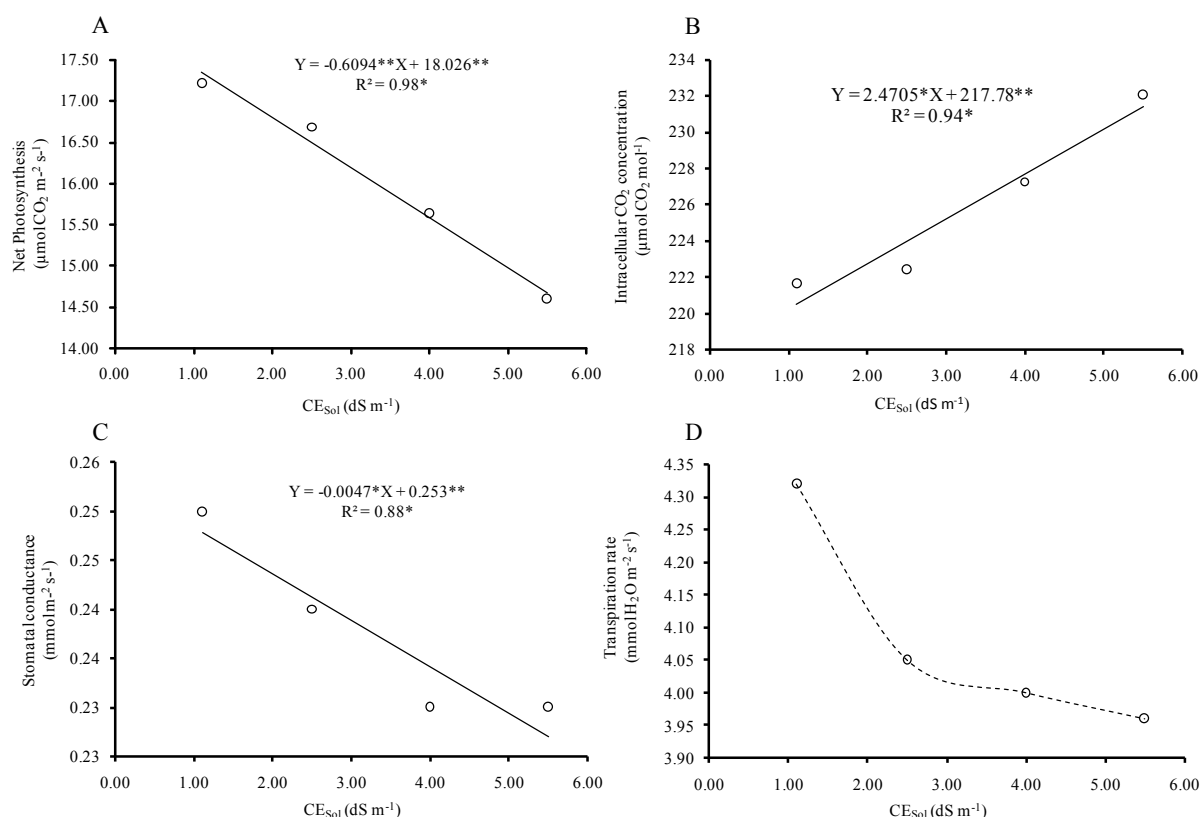 A
Y = -0.6094**X + 18.026**
R² = 0.98*
Net Photosynthesis
(µmol CO₂ m⁻² s⁻¹)
17.50
17.00
16.50
16.00
15.50
15.00
14.50
14.00
0.00 1.00 2.00 3.00 4.00 5.00 6.00
CE_Sol (dS m⁻¹)
B
Y = 2.4705*X + 217.78**
R² = 0.94*
Intracellular CO₂ concentration
(µmol CO₂ mol⁻¹)
234
232
230
228
226
224
222
220
218
0.00 1.00 2.00 3.00 4.00 5.00 6.00
CE_Sol (dS m⁻¹)
C
Y = -0.0047*X + 0.253**
R² = 0.88*
Stomatal conductance
(mmol m⁻² s⁻¹)
0.26
0.25
0.25
0.24
0.24
0.23
0.23
0.00 1.00 2.00 3.00 4.00 5.00 6.00
CE_Sol (dS m⁻¹)
D
Transpiration rate
(mmol H₂O m⁻² s⁻¹)
4.35
4.30
4.25
4.20
4.15
4.10
4.05
4.00
3.95
3.90
0.00 1.00 2.00 3.00 4.00 5.00 6.00
CE_Sol (dS m⁻¹)